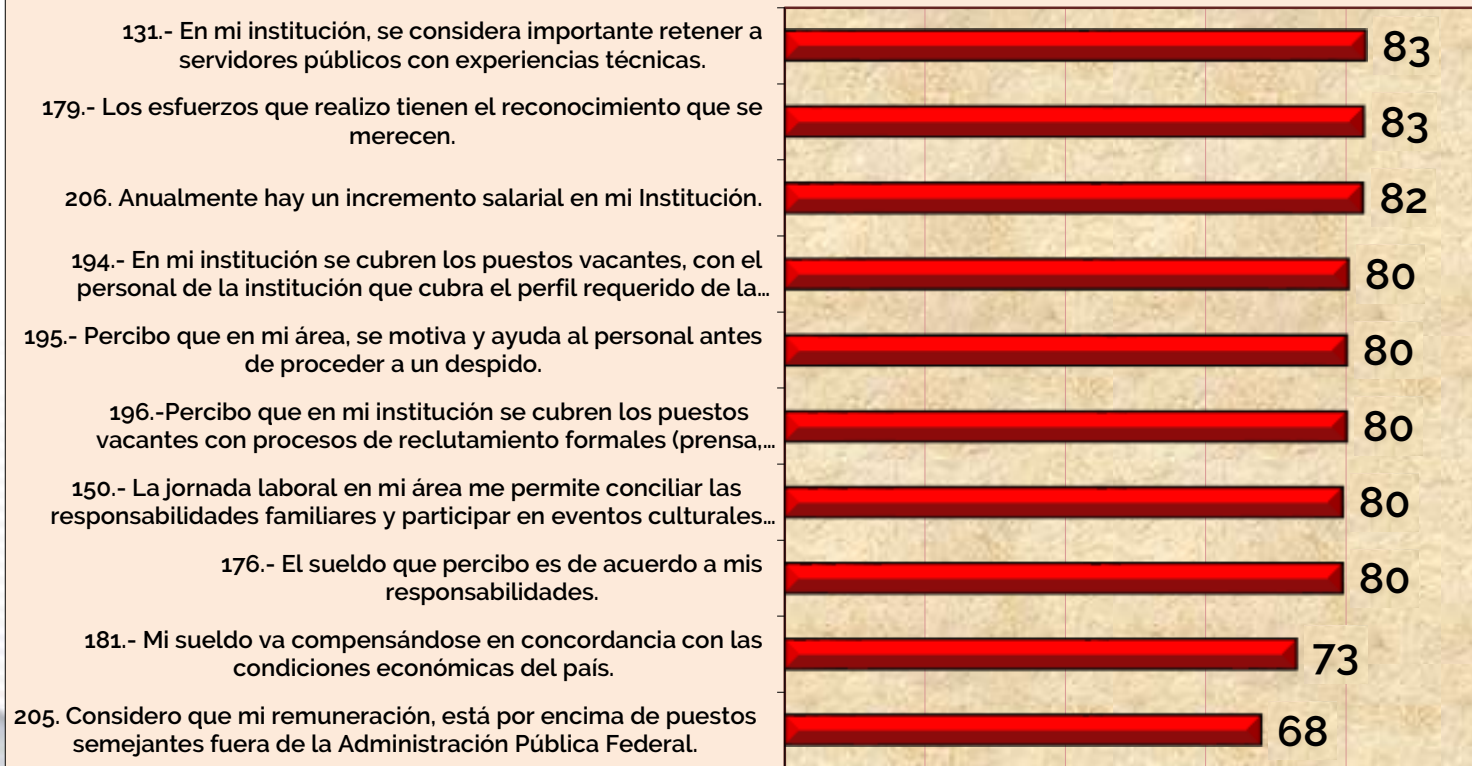 131.- En mi institución, se considera importante retener a
servidores públicos con experiencias técnicas.
83
179.- Los esfuerzos que realizo tienen el reconocimiento que se
merecen.
83
206. Anualmente hay un incremento salarial en mi Institución.
82
194.- En mi institución se cubren los puestos vacantes, con el
personal de la institución que cubra el perfil requerido de la...
80
195.- Percibo que en mi área, se motiva y ayuda al personal antes
de proceder a un despido.
80
196.-Percibo que en mi institución se cubren los puestos
vacantes con procesos de reclutamiento formales (prensa,...
80
150.- La jornada laboral en mi área me permite conciliar las
responsabilidades familiares y participar en eventos culturales...
80
176.- El sueldo que percibo es de acuerdo a mis
responsabilidades.
80
181.- Mi sueldo va compensándose en concordancia con las
condiciones económicas del país.
73
205. Considero que mi remuneración, está por encima de puestos
semejantes fuera de la Administración Pública Federal.
68